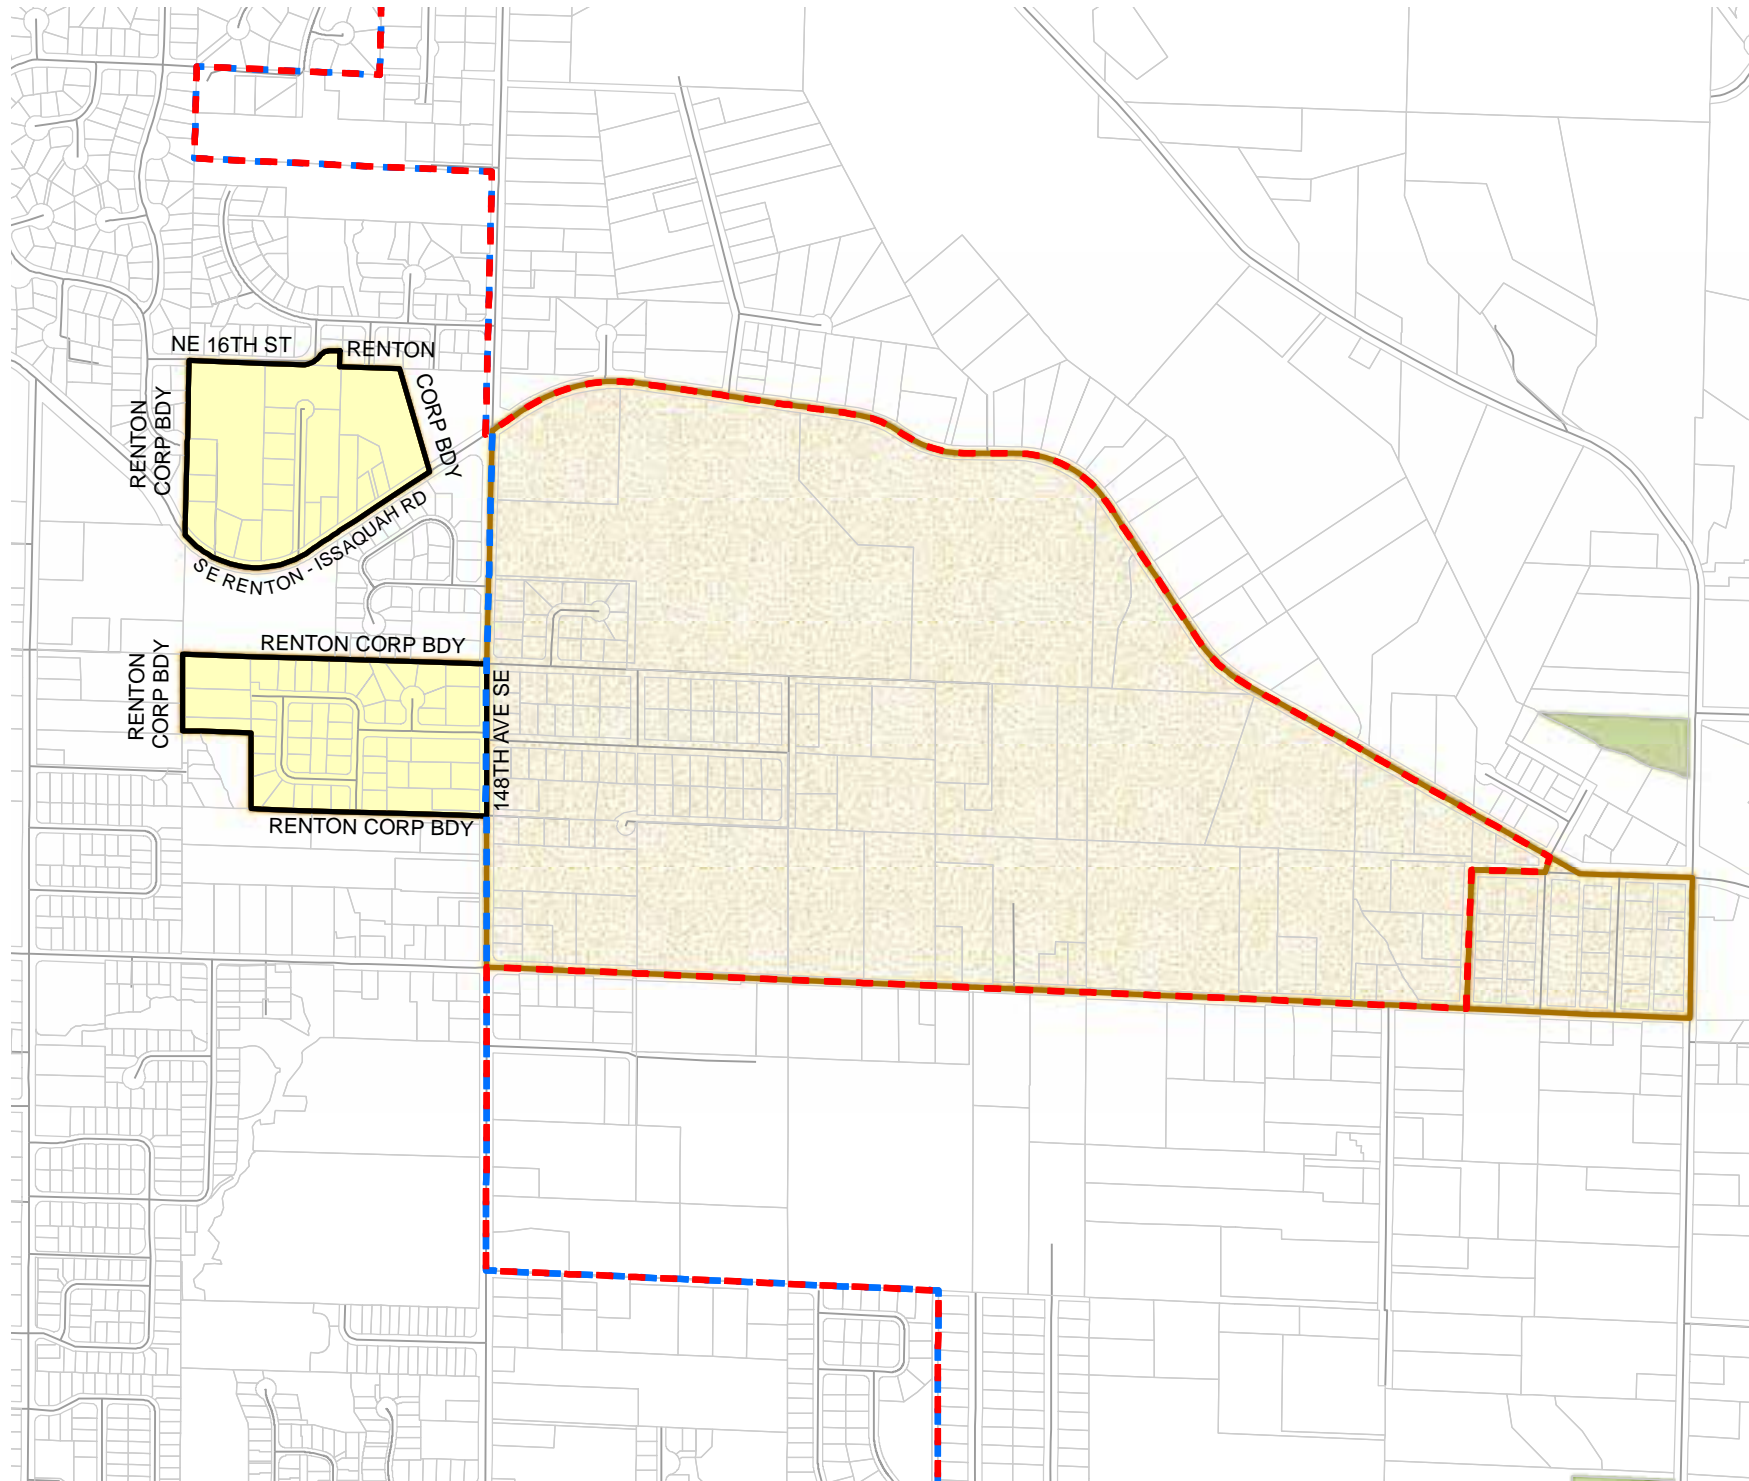 NE 16TH ST
RENTON
CORP BDY
RENTON
CORP BDY
SE RENTON - ISSAQUAH RD
RENTON CORP BDY
RENTON
CORP BDY
148TH AVE SE
RENTON CORP BDY